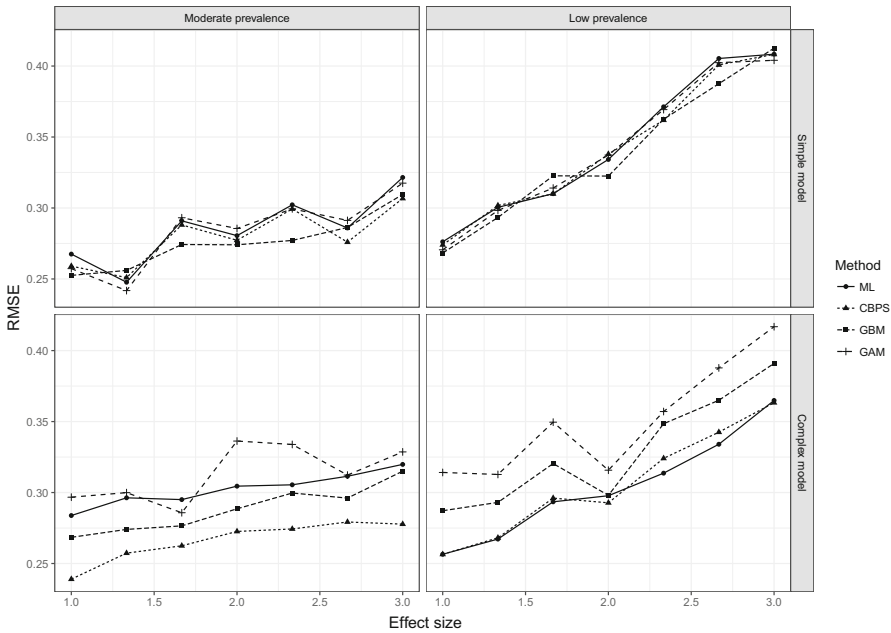 Moderate prevalence
Low prevalence
0.40
0.35
0.30
0.25
Simple model
RMSE
0.40
0.35
0.30
0.25
Complex model
1.0
1.5
2.0
2.5
3.0
1.0
1.5
2.0
2.5
3.0
Effect size
Method
ML
CBPS
GBM
GAM